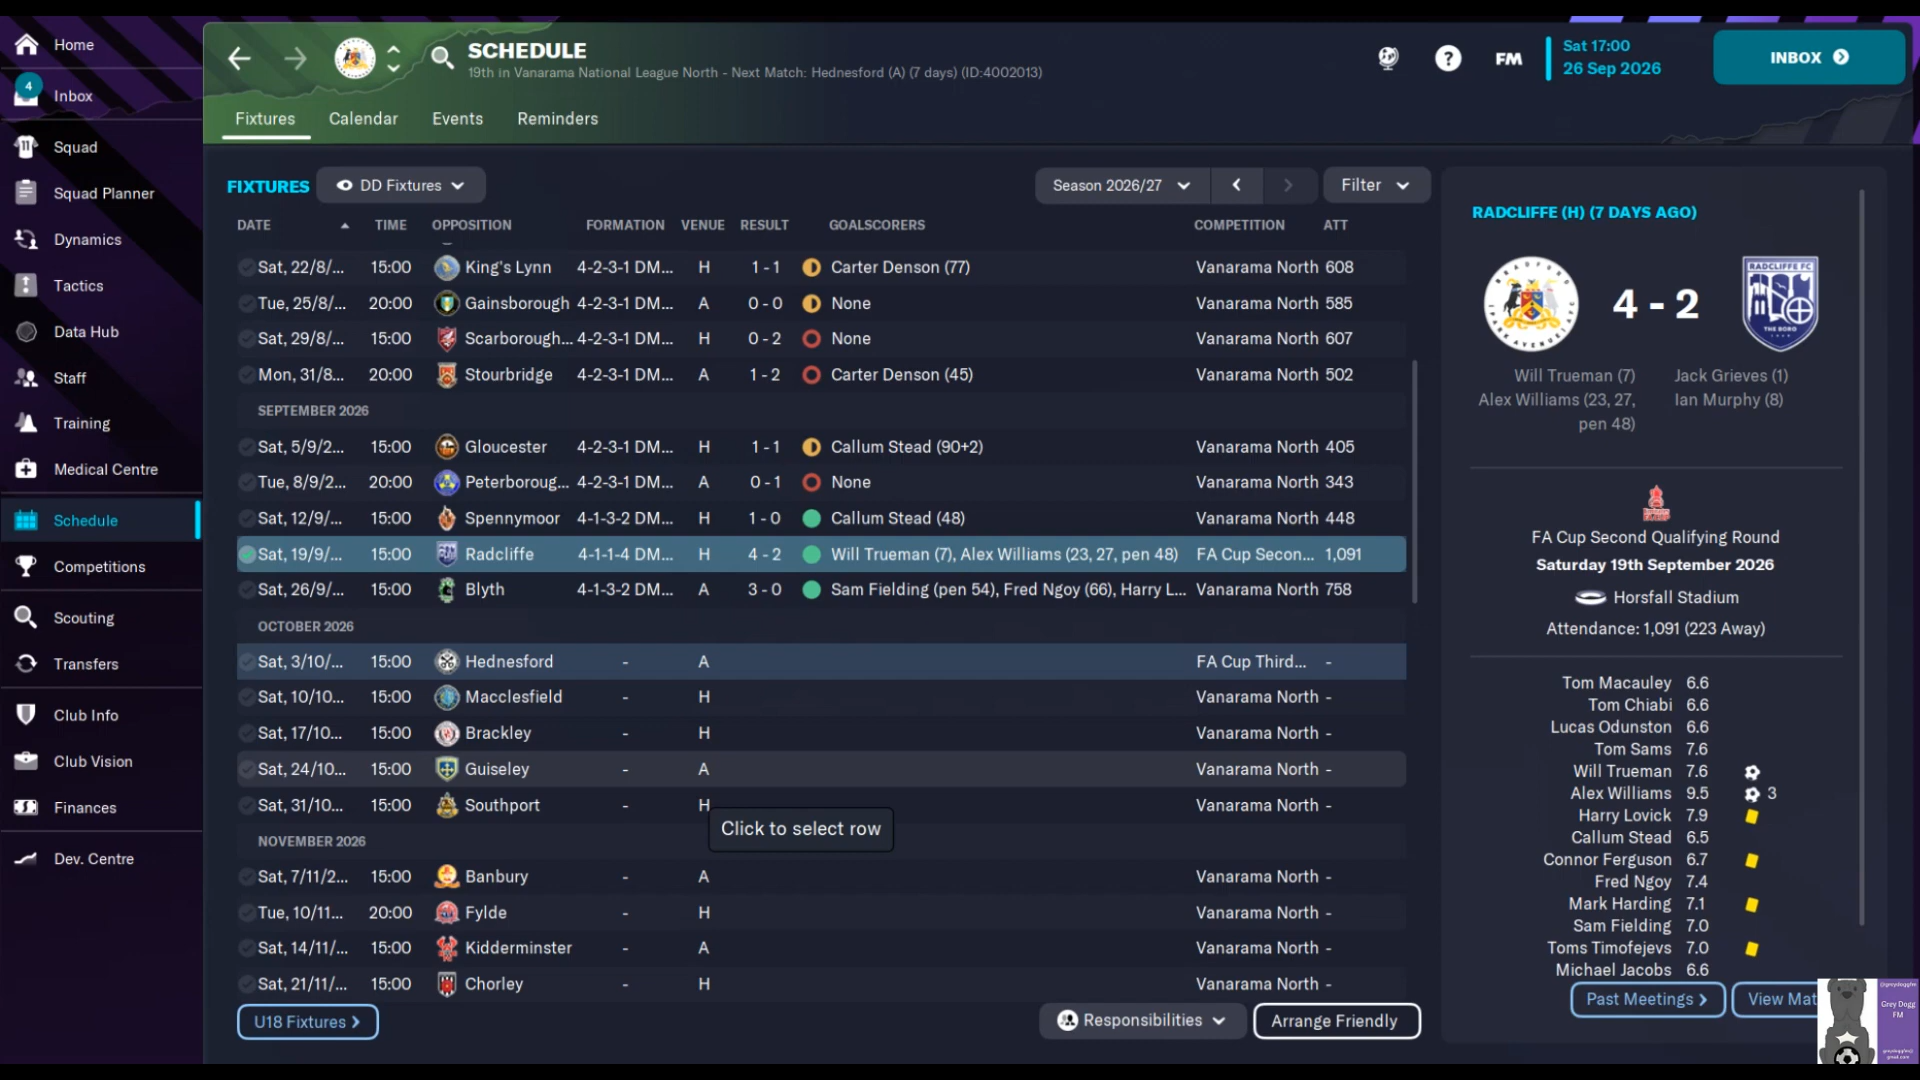 Home
4
Inbox
Squad
Squad Planner
Dynamics
Tactics
Data Hub
Staff
Training
Medical Centre
Schedule
Competitions
Scouting
Transfers
Club Info
Club Vision
Finances
Dev. Centre
SCHEDULE
19th in Vanarama National League North - Next Match: Hednesford (A) (7 days) (ID:4002013)
FM
Sat 17:00
26 Sep 2026
INBOX
Fixtures Calendar Events Reminders
FIXTURES DD Fixtures Season 2026/27 Filter
DATE TIME OPPOSITION FORMATION VENUE RESULT GOALSCORERS COMPETITION ATT
Sat, 22/8/... 15:00 King's Lynn 4-2-3-1 DM... H 1 - 1 Carter Denson (77) Vanarama North 608
Tue, 25/8/... 20:00 Gainsborough 4-2-3-1 DM... A 0 - 0 None Vanarama North 585
Sat, 29/8/... 15:00 Scarborough... 4-2-3-1 DM... H 0 - 2 None Vanarama North 607
Mon, 31/8... 20:00 Stourbridge 4-2-3-1 DM... A 1 - 2 Carter Denson (45) Vanarama North 502
SEPTEMBER 2026
Sat, 5/9/2... 15:00 Gloucester 4-2-3-1 DM... H 1 - 1 Callum Stead (90+2) Vanarama North 405
Tue, 8/9/2... 20:00 Peterboroug... 4-2-3-1 DM... A 0 - 1 None Vanarama North 343
Sat, 12/9/... 15:00 Spennymoor 4-1-3-2 DM... H 1 - 0 Callum Stead (48) Vanarama North 448
Sat, 19/9/... 15:00 Radcliffe 4-1-1-4 DM... H 4 - 2 Will Trueman (7), Alex Williams (23, 27, pen 48) FA Cup Secon... 1,091
Sat, 26/9/... 15:00 Blyth 4-1-3-2 DM... A 3 - 0 Sam Fielding (pen 54), Fred Ngoy (66), Harry L... Vanarama North 758
OCTOBER 2026
Sat, 3/10/... 15:00 Hednesford - A FA Cup Third... -
Sat, 10/10... 15:00 Macclesfield - H Vanarama North -
Sat, 17/10... 15:00 Brackley - H Vanarama North -
Sat, 24/10... 15:00 Guiseley - A Vanarama North -
Sat, 31/10... 15:00 Southport - H Vanarama North -
Click to select row
NOVEMBER 2026
Sat, 7/11/2... 15:00 Banbury - A Vanarama North -
Tue, 10/11... 20:00 Fylde - H Vanarama North -
Sat, 14/11/... 15:00 Kidderminster - A Vanarama North -
Sat, 21/11/... 15:00 Chorley - H Vanarama North -
U18 Fixtures Responsibilities Arrange Friendly
RADCLIFFE (H) (7 DAYS AGO)
RADCLIFFE FC
THE BORO
4 - 2
Will Trueman (7) Jack Grieves (1)
Alex Williams (23, 27, Ian Murphy (8)
pen 48)
FA Cup Second Qualifying Round
Saturday 19th September 2026
Horsfall Stadium
Attendance: 1,091 (223 Away)
Tom Macauley 6.6
Tom Chiabi 6.6
Lucas Odunston 6.6
Tom Sams 7.6
Will Trueman 7.6
Alex Williams 9.5 3
Harry Lovick 7.9
Callum Stead 6.5
Connor Ferguson 6.7
Fred Ngoy 7.4
Mark Harding 7.1
Sam Fielding 7.0
Toms Timofejevs 7.0
Michael Jacobs 6.6
Past Meetings View Mat
Grey Dogg
FM